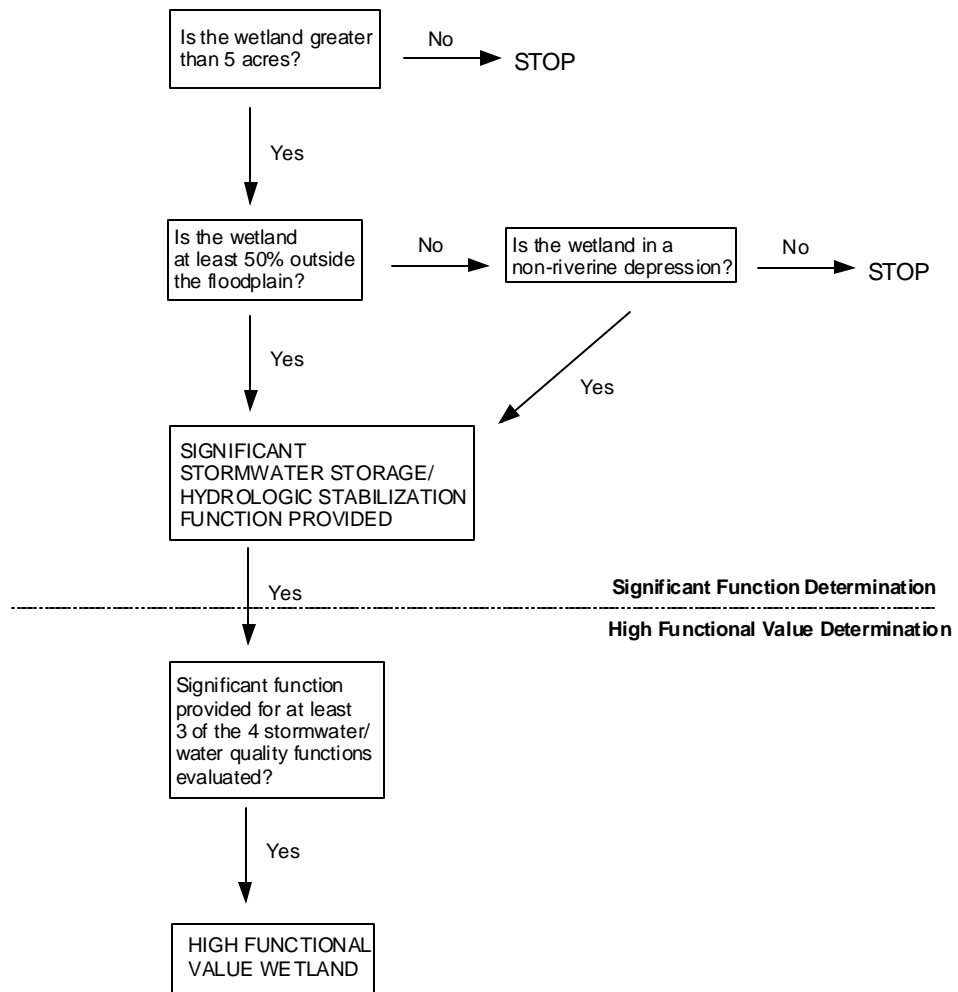 Is the wetland greater
than 5 acres?
No
STOP
Yes
Is the wetland
at least 50% outside
the floodplain?
No
Is the wetland in a
non-riverine depression?
No
STOP
Yes
Yes
SIGNIFICANT
STORMWATER STORAGE/
HYDROLOGIC STABILIZATION
FUNCTION PROVIDED
Yes
Significant Function Determination
High Functional Value Determination
Significant function
provided for at least
3 of the 4 stormwater/
water quality functions
evaluated?
Yes
HIGH FUNCTIONAL
VALUE WETLAND